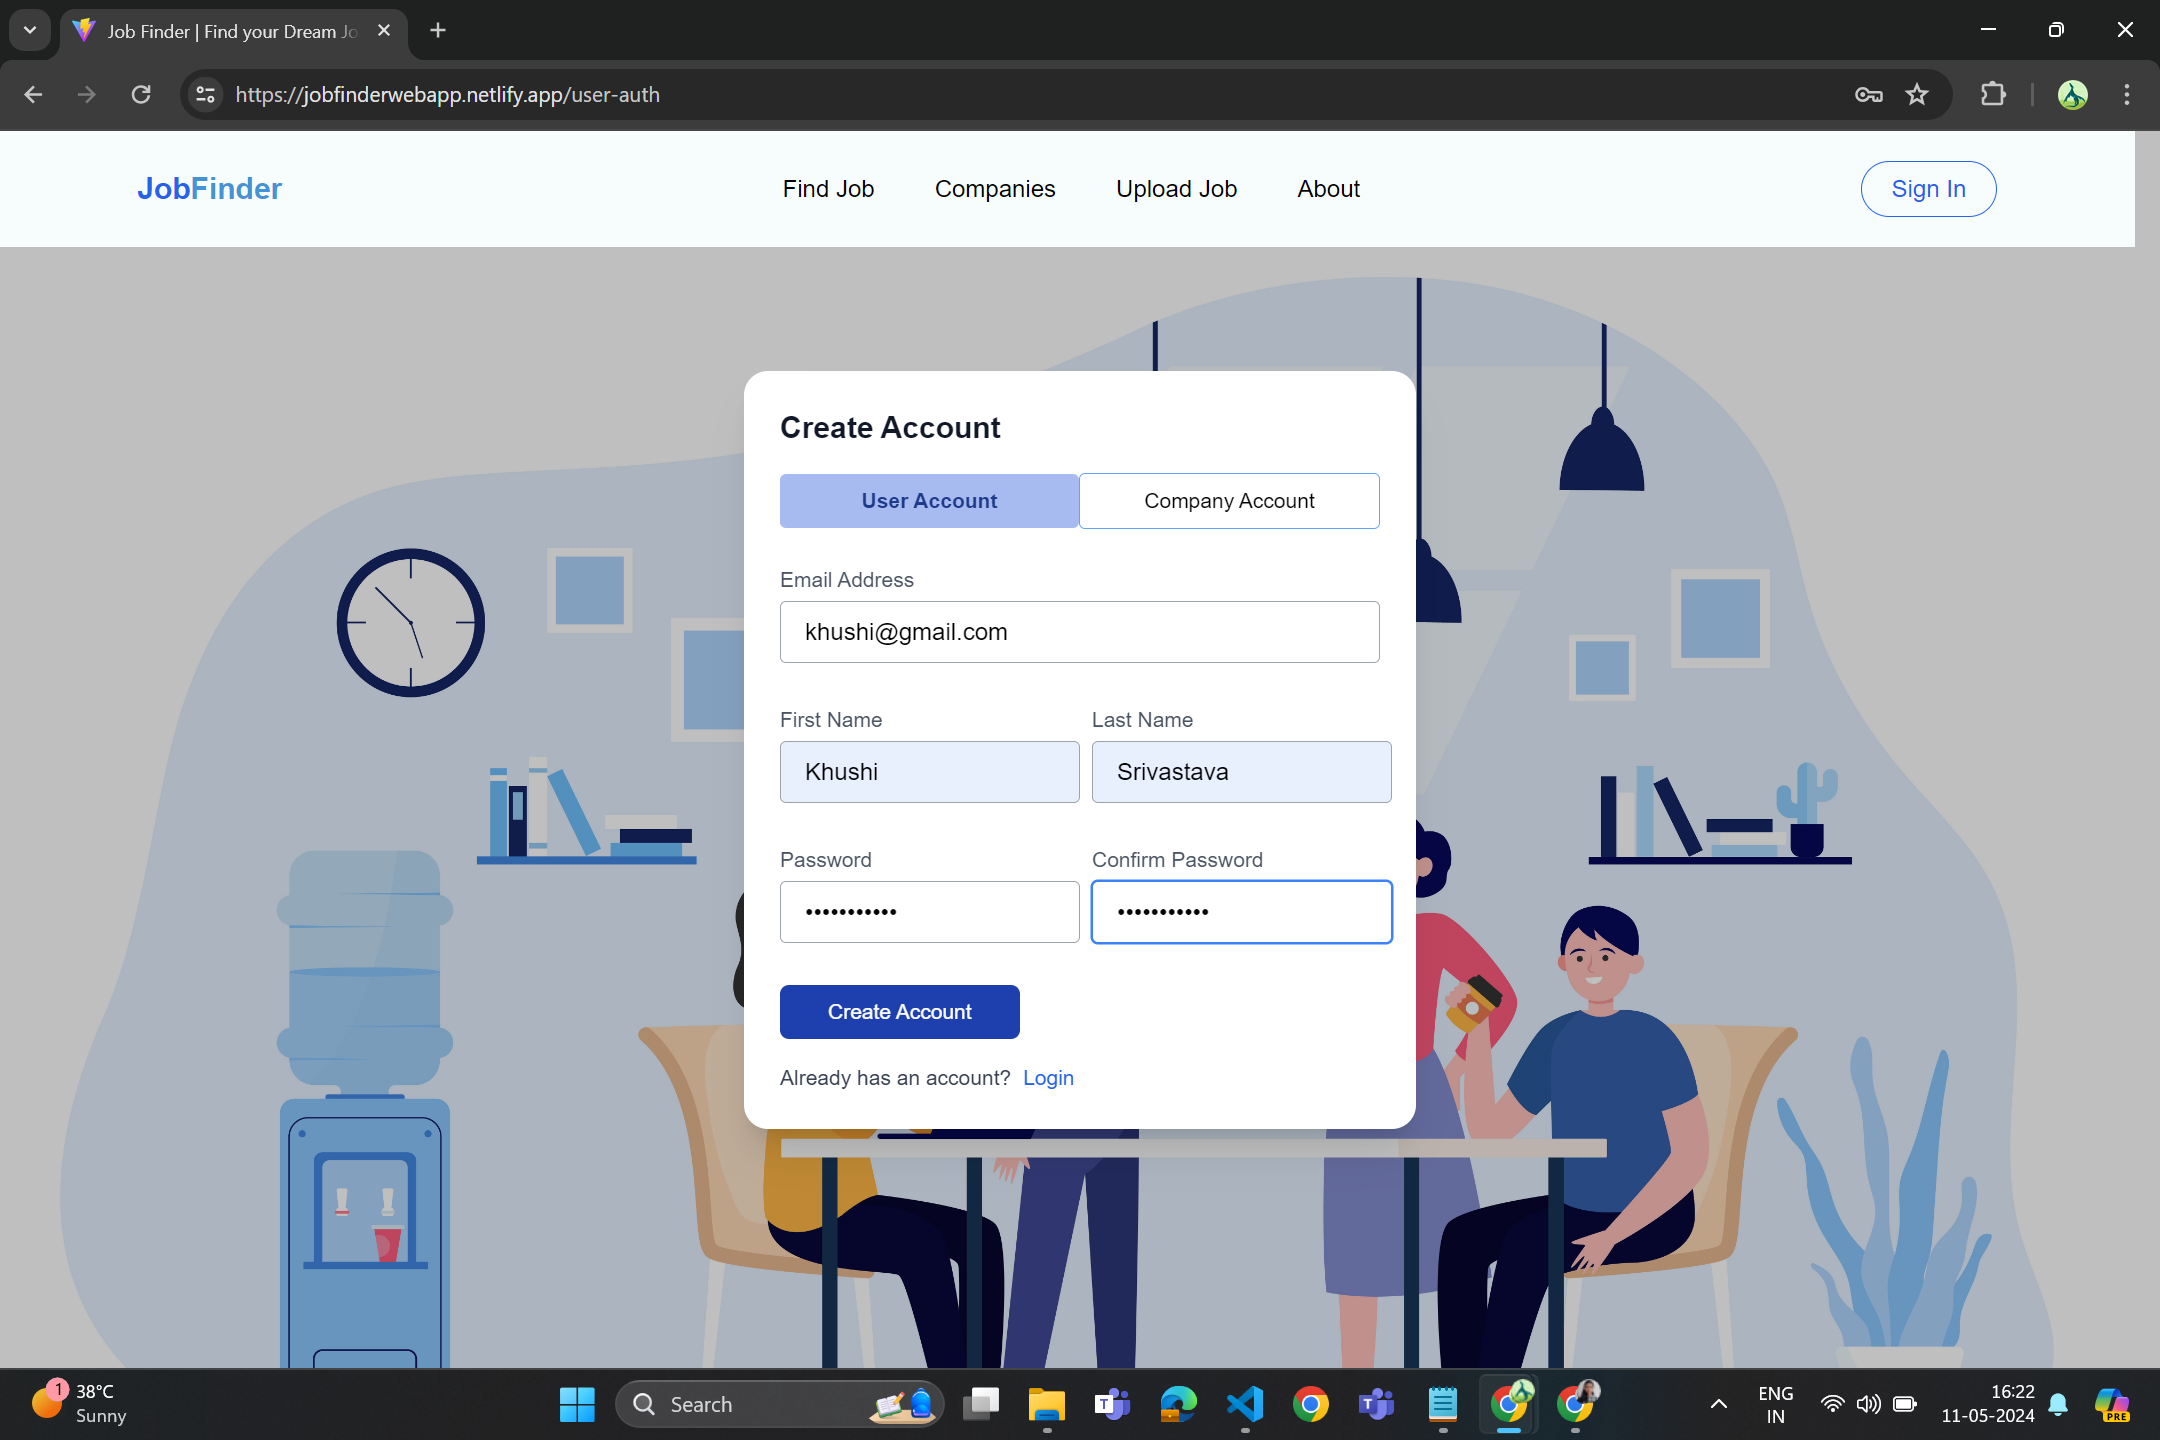 Job Finder | Find your Dream Jo
https://jobfinderwebapp.netlify.app/user-auth
JobFinder
Find Job
Companies
Upload Job
About
Sign In
Create Account
User Account
Company Account
Email Address
khushi@gmail.com
First Name
Last Name
Khushi
Srivastava
Password
Confirm Password
•••••••••••
•••••••••••
Create Account
Already has an account? Login
1
38°C
Sunny
Search
T
T
PRE
ENG
IN
16:22
11-05-2024